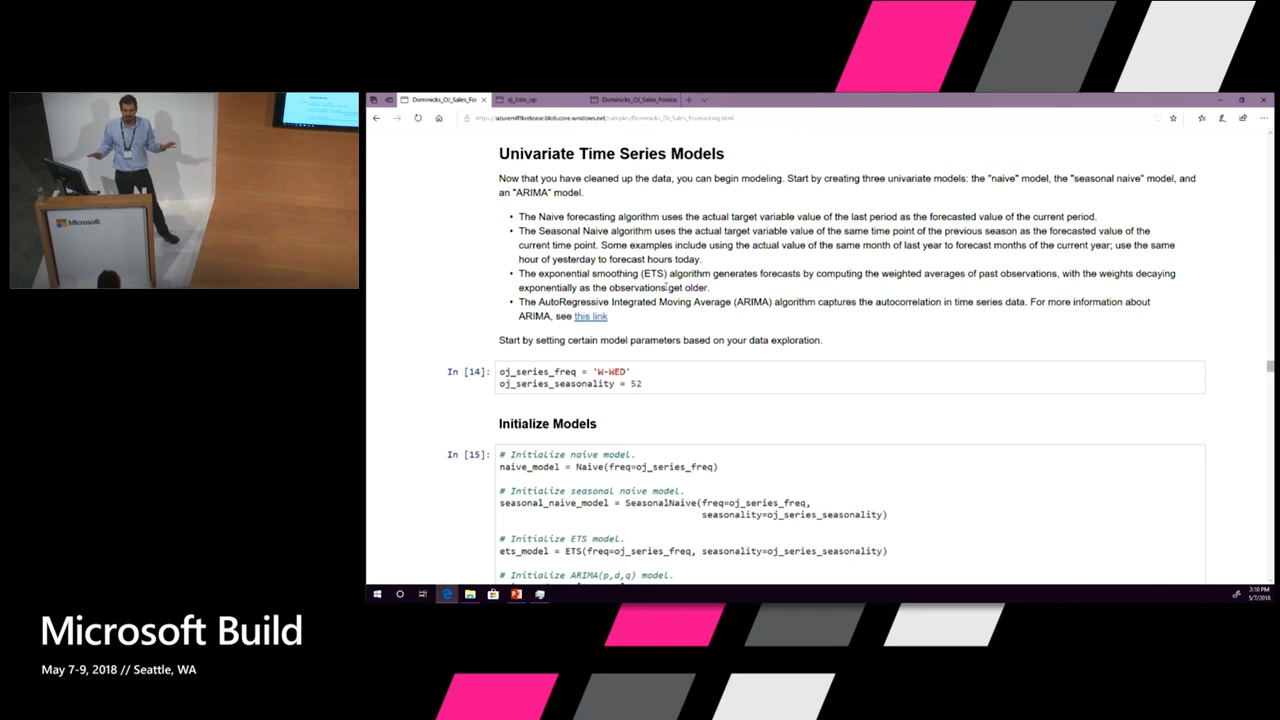 Dominicks_OJ_Sales_Fo
oj_lstm_op
Dominicks_OJ_Sales_Foreca
Univariate Time Series Models
Now that you have cleaned up the data, you can begin modeling. Start by creating three univariate models: the "naive" model, the "seasonal naive" model, and
an "ARIMA" model.
• The Naive forecasting algorithm uses the actual target variable value of the last period as the forecasted value of the current period.
• The Seasonal Naive algorithm uses the actual target variable value of the same time point of the previous season as the forecasted value of the
current time point. Some examples include using the actual value of the same month of last year to forecast months of the current year; use the same
hour of yesterday to forecast hours today.
• The exponential smoothing (ETS) algorithm generates forecasts by computing the weighted averages of past observations, with the weights decaying
exponentially as the observations get older.
• The AutoRegressive Integrated Moving Average (ARIMA) algorithm captures the autocorrelation in time series data. For more information about
ARIMA, see this link
Start by setting certain model parameters based on your data exploration.
In [14]: oj_series_freq = 'W-WED'
oj_series_seasonality = 52
Initialize Models
In [15]: # Initialize naive model.
naive_model = Naive(freq=oj_series_freq)
# Initialize seasonal naive model.
seasonal_naive_model = SeasonalNaive(freq=oj_series_freq,
seasonality=oj_series_seasonality)
# Initialize ETS model.
ets_model = ETS(freq=oj_series_freq, seasonality=oj_series_seasonality)
# Initialize ARIMA(p,d,q) model.
2:10 PM
5/7/2018
Microsoft
Microsoft Build
May 7-9, 2018 // Seattle, WA